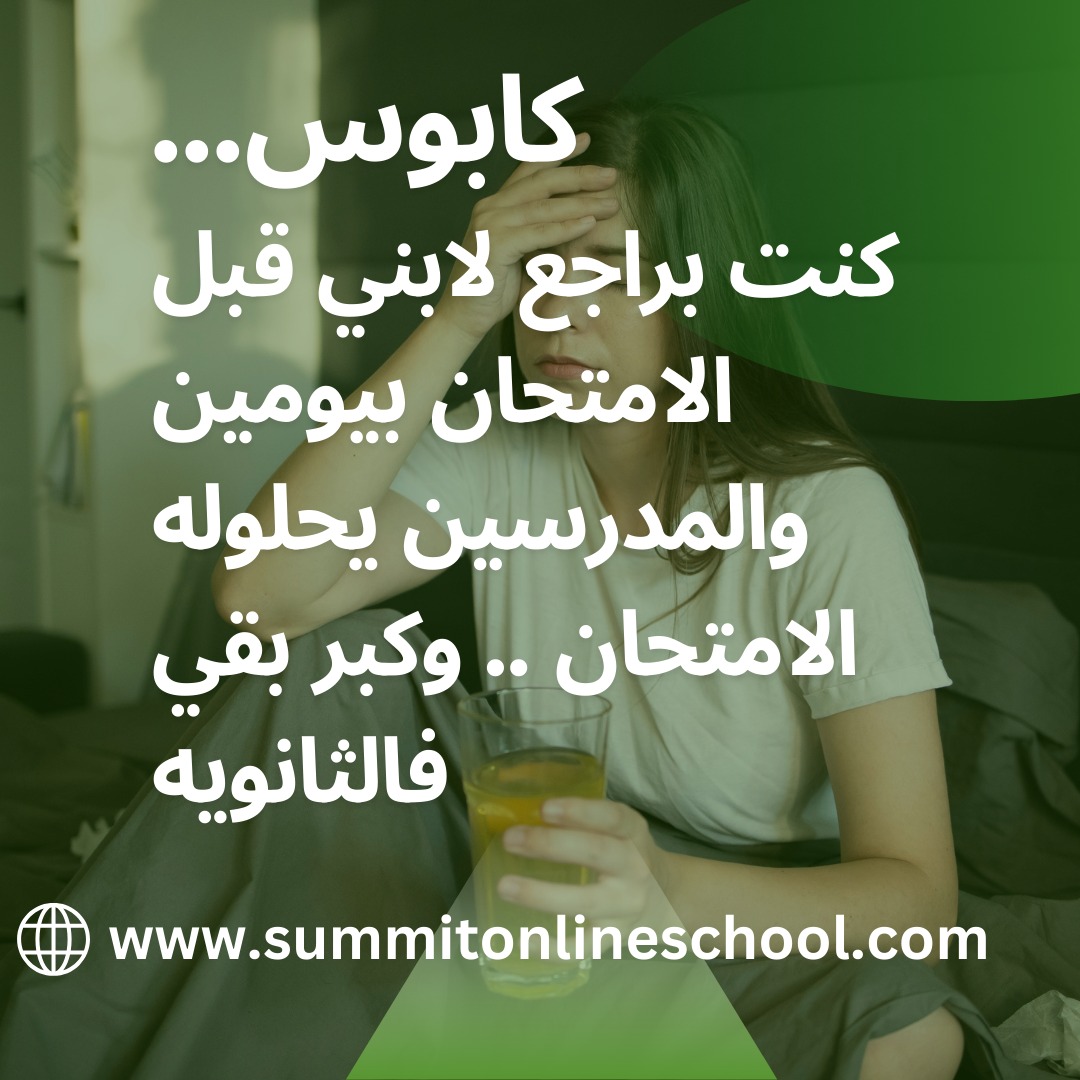 كابوس...
كنت براجع لابني قبل
الامتحان بيومين
والمدرسين يحلوله
الامتحان .. وكبر بقي
فالثانويه
www.summitonlineschool.com